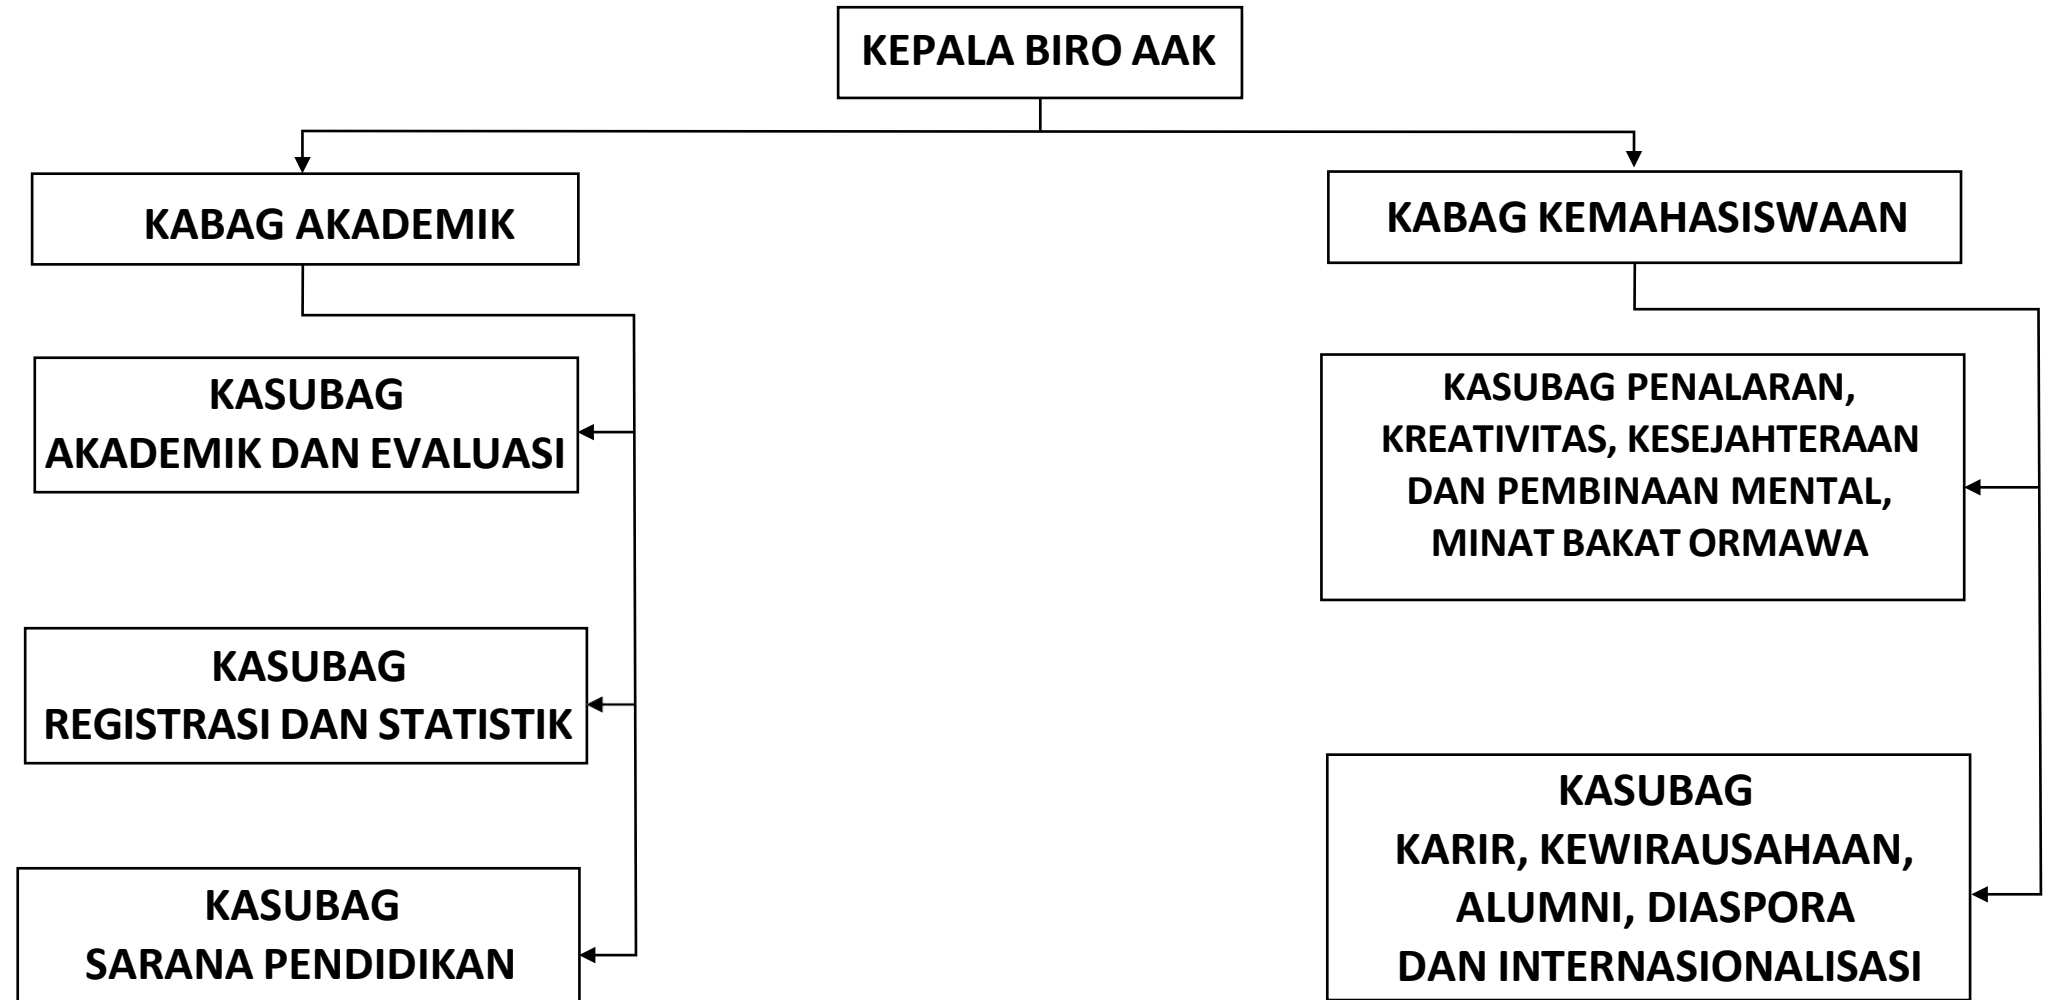 KEPALA BIRO AAK
KABAG AKADEMIK
KABAG KEMAHASISWAAN
KASUBAG
AKADEMIK DAN EVALUASI
KASUBAG
REGISTRASI DAN STATISTIK
KASUBAG
SARANA PENDIDIKAN
KASUBAG PENALARAN,
KREATIVITAS, KESEJAHTERAAN
DAN PEMBINAAN MENTAL,
MINAT BAKAT ORMAWA
KASUBAG
KARIR, KEWIRAUSAHAAN,
ALUMNI, DIASPORA
DAN INTERNASIONALISASI